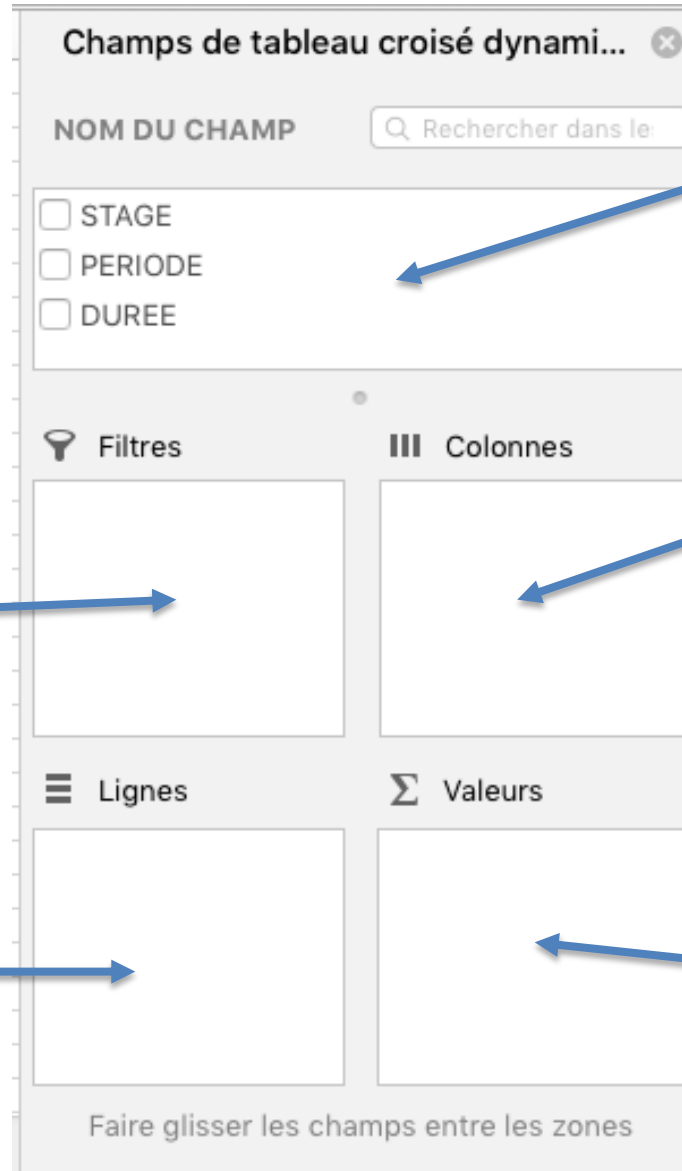 Champs de tableau croisé dynami...
NOM DU CHAMP
Rechercher dans le
STAGE
PERIODE
DUREE
Filtres
Colonnes
Lignes
Valeurs
Faire glisser les champs entre les zones